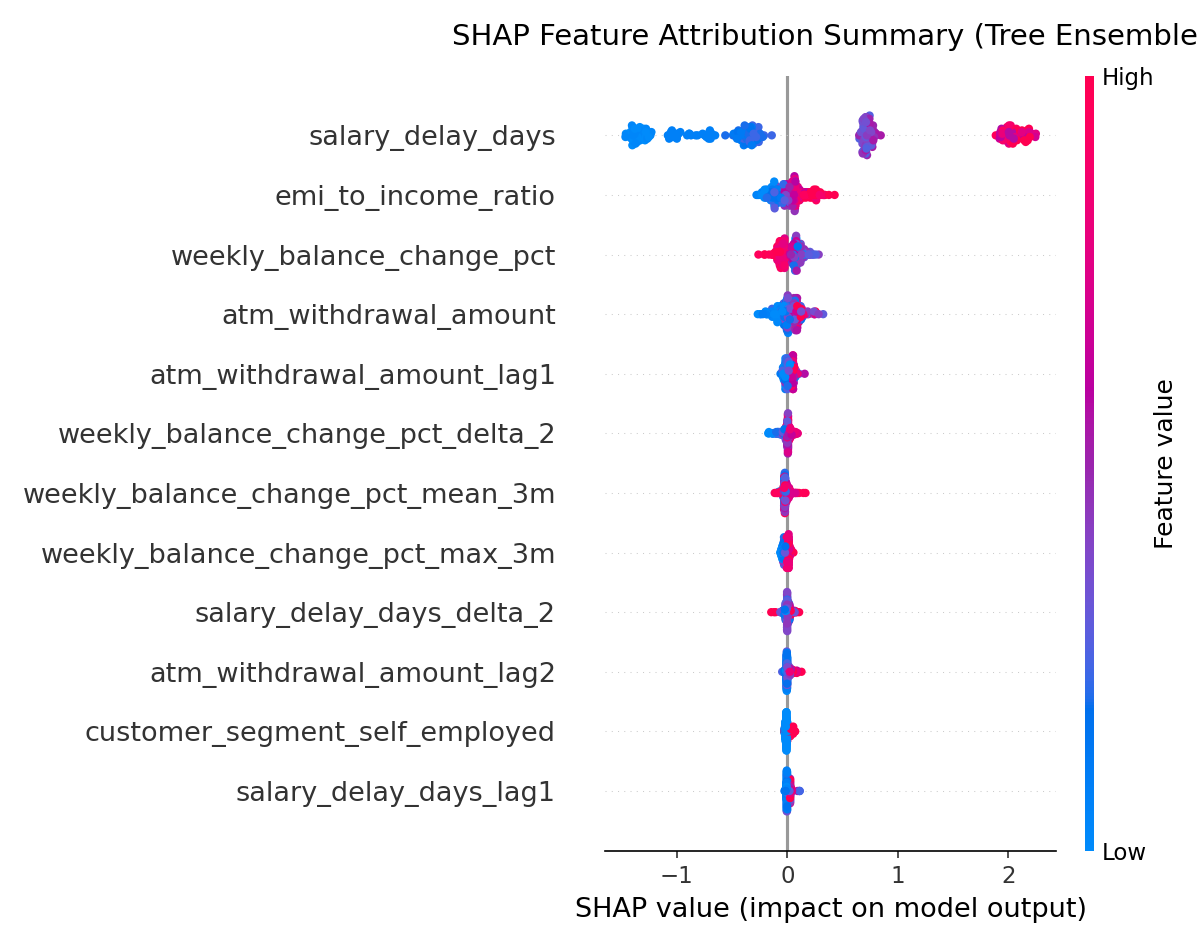 SHAP Feature Attribution Summary (Tree Ensemble
High
salary_delay_days
emi_to_income_ratio
weekly_balance_change_pct
atm_withdrawal_amount
atm_withdrawal_amount_lag1
weekly_balance_change_pct_delta_2
weekly_balance_change_pct_mean_3m
weekly_balance_change_pct_max_3m
salary_delay_days_delta_2
atm_withdrawal_amount_lag2
customer_segment_self_employed
salary_delay_days_lag1
Feature value
Low
−1 0 1 2
SHAP value (impact on model output)